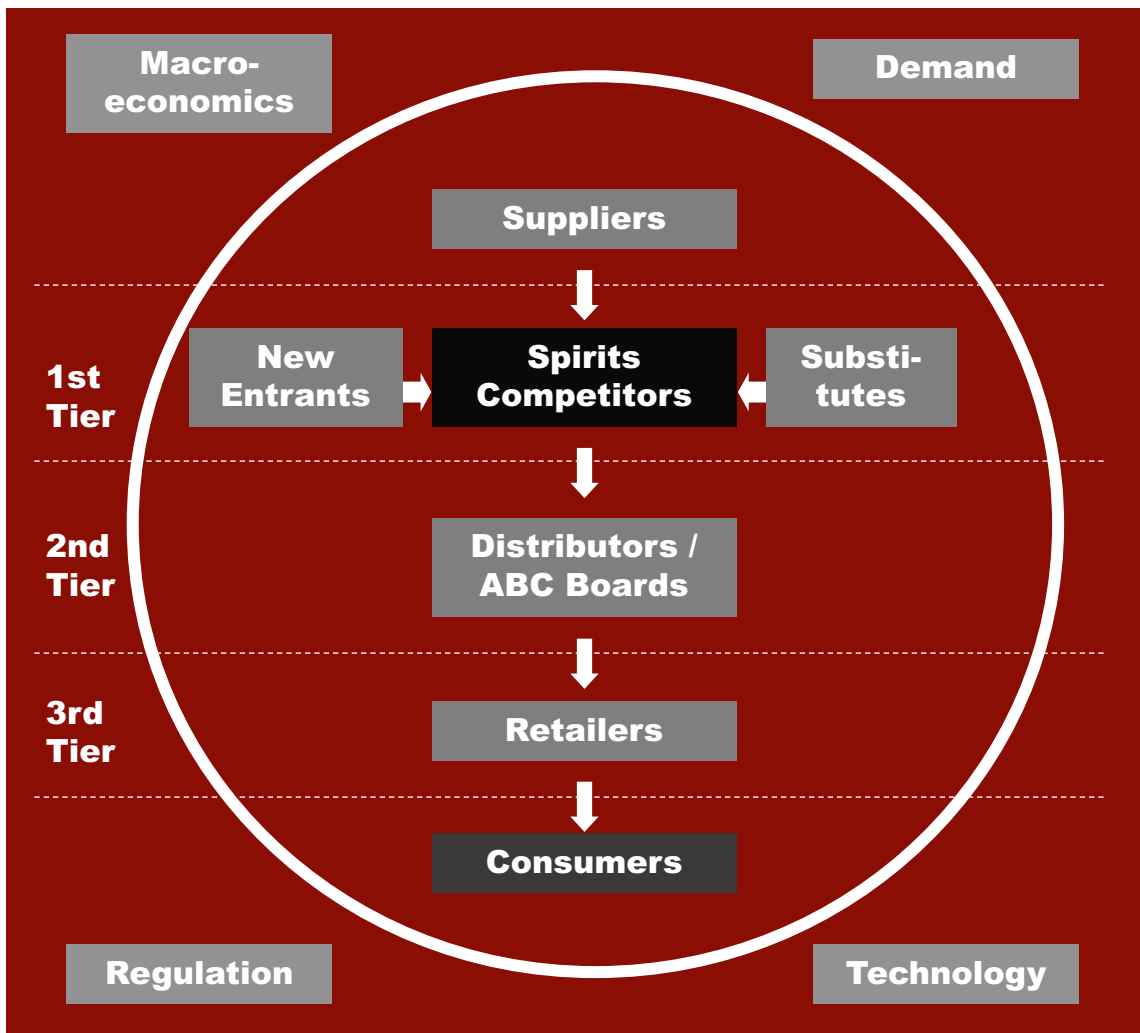 Macro-
economics
Demand
Suppliers
1st
Tier
New
Entrants
Spirits
Competitors
Substi-
tutes
2nd
Tier
Distributors /
ABC Boards
3rd
Tier
Retailers
Consumers
Regulation
Technology